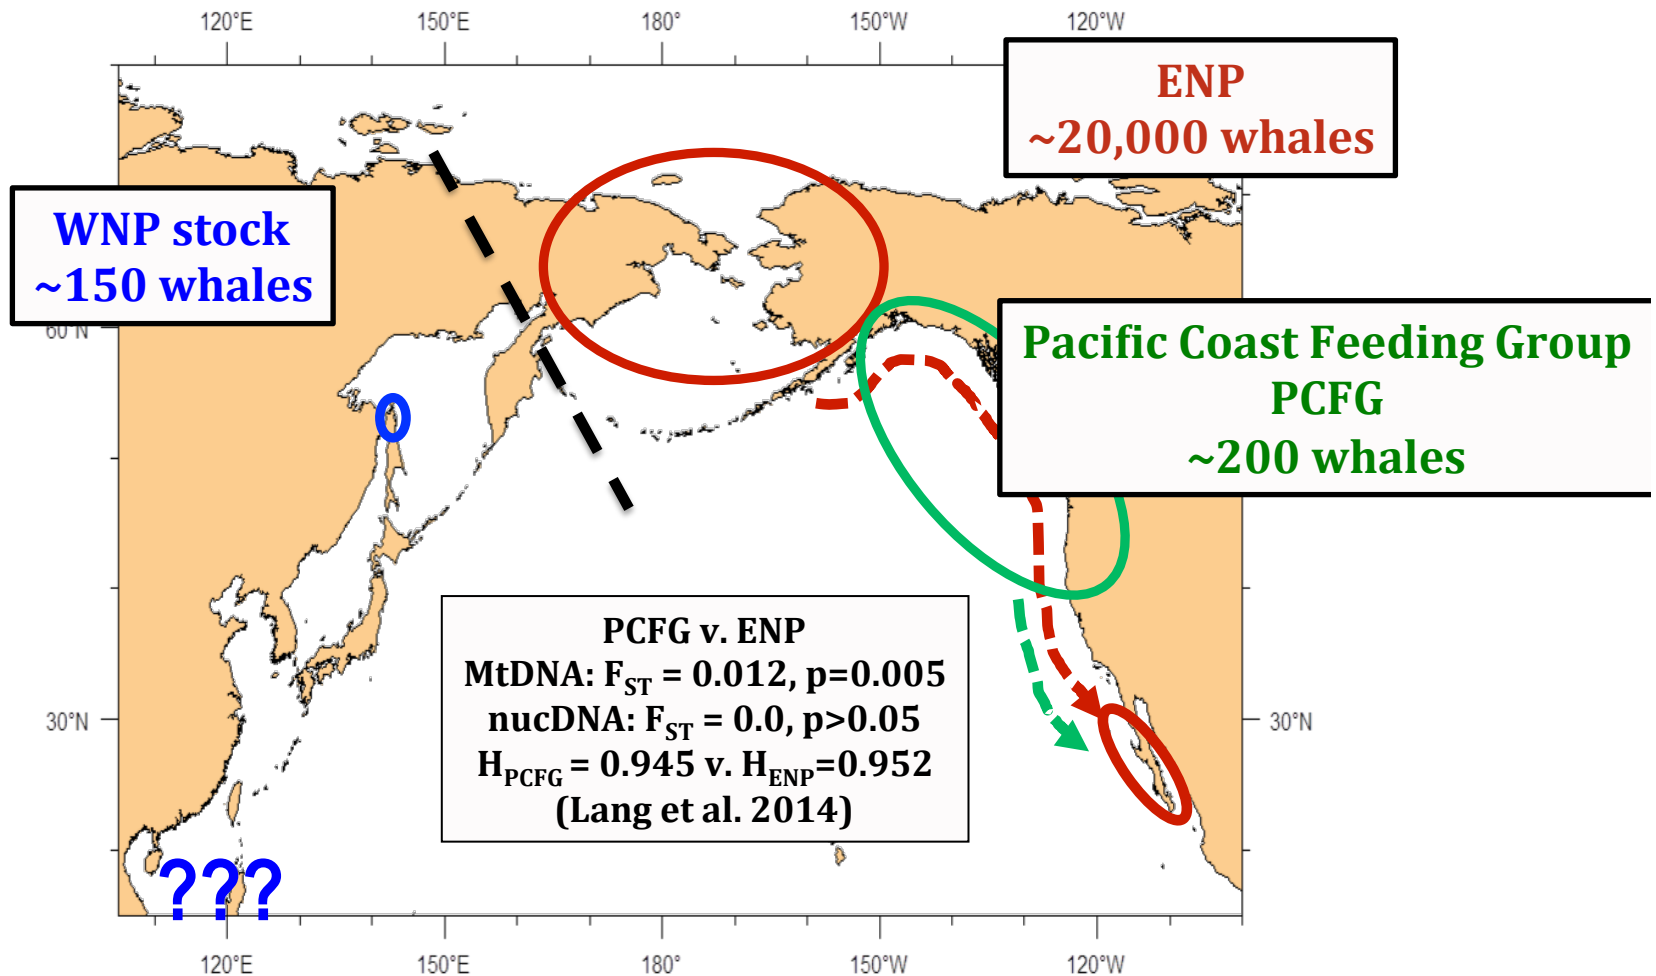 120°E 150°E 180° 150°W 120°W
ENP
~20,000 whales
WNP stock
~150 whales
60°N
Pacific Coast Feeding Group
PCFG
~200 whales
PCFG v. ENP
MtDNA: FST = 0.012, p=0.005
nucDNA: FST = 0.0, p>0.05
HPCFG = 0.945 v. HENP=0.952
(Lang et al. 2014)
30°N 30°N
???
120°E 150°E 180° 150°W 120°W